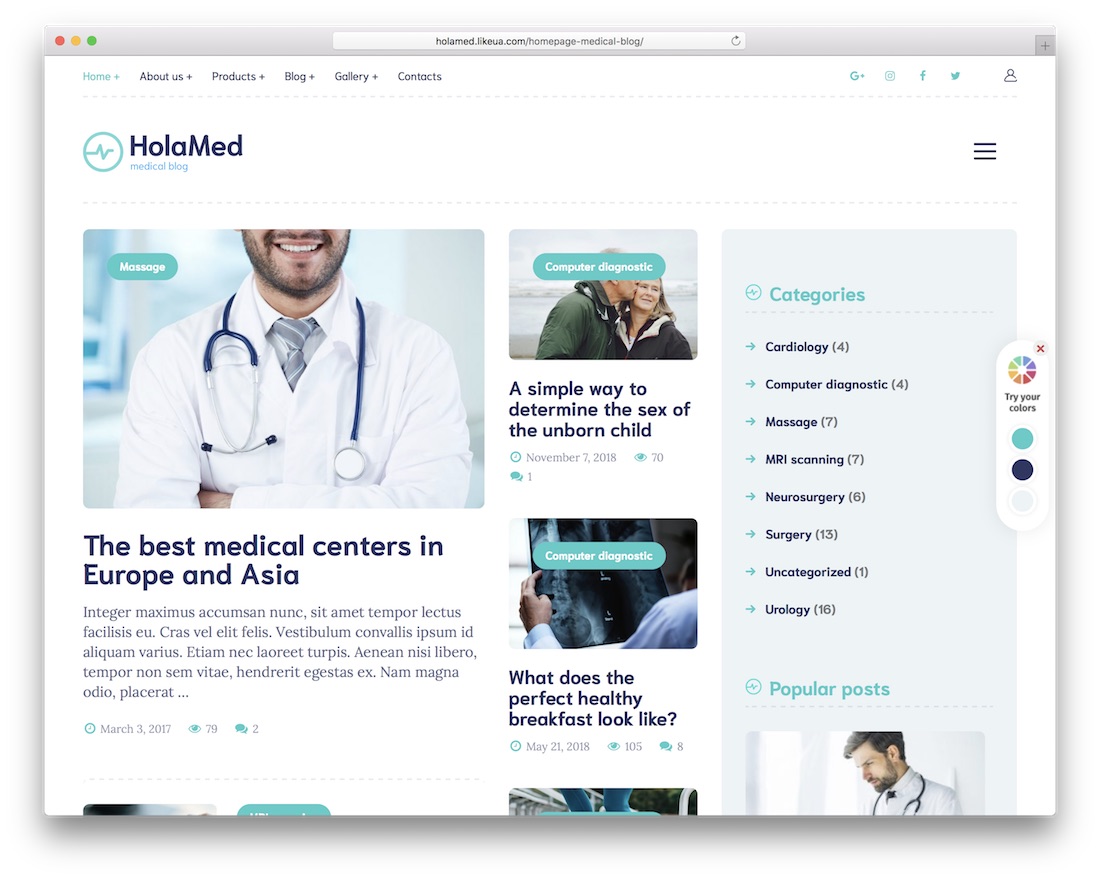 holamed.likeua.com/homepage-medical-blog/
Home + About us + Products + Blog + Gallery + Contacts
HolaMed
medical blog
Massage
The best medical centers in
Europe and Asia
Integer maximus accumsan nunc, sit amet tempor lectus
facilisis eu. Cras vel elit felis. Vestibulum convallis ipsum id
aliquam varius. Etiam nec laoreet turpis. Aenean nisi libero,
tempor non sem vitae, hendrerit egestas ex. Nam magna
odio, placerat ...
March 3, 2017 79 2
Computer diagnostic
A simple way to
determine the sex of
the unborn child
November 7, 2018 70
1
Computer diagnostic
What does the
perfect healthy
breakfast look like?
May 21, 2018 105 8
Categories
Cardiology (4)
Computer diagnostic (4)
Massage (7)
MRI scanning (7)
Neurosurgery (6)
Surgery (13)
Uncategorized (1)
Urology (16)
Popular posts
Try your
colors